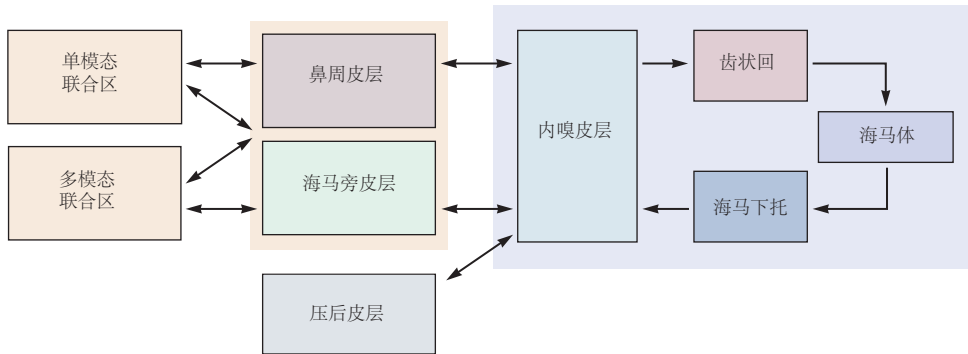 单模态
联合区
多模态
联合区
鼻周皮层
海马旁皮层
压后皮层
内嗅皮层
齿状回
海马体
海马下托